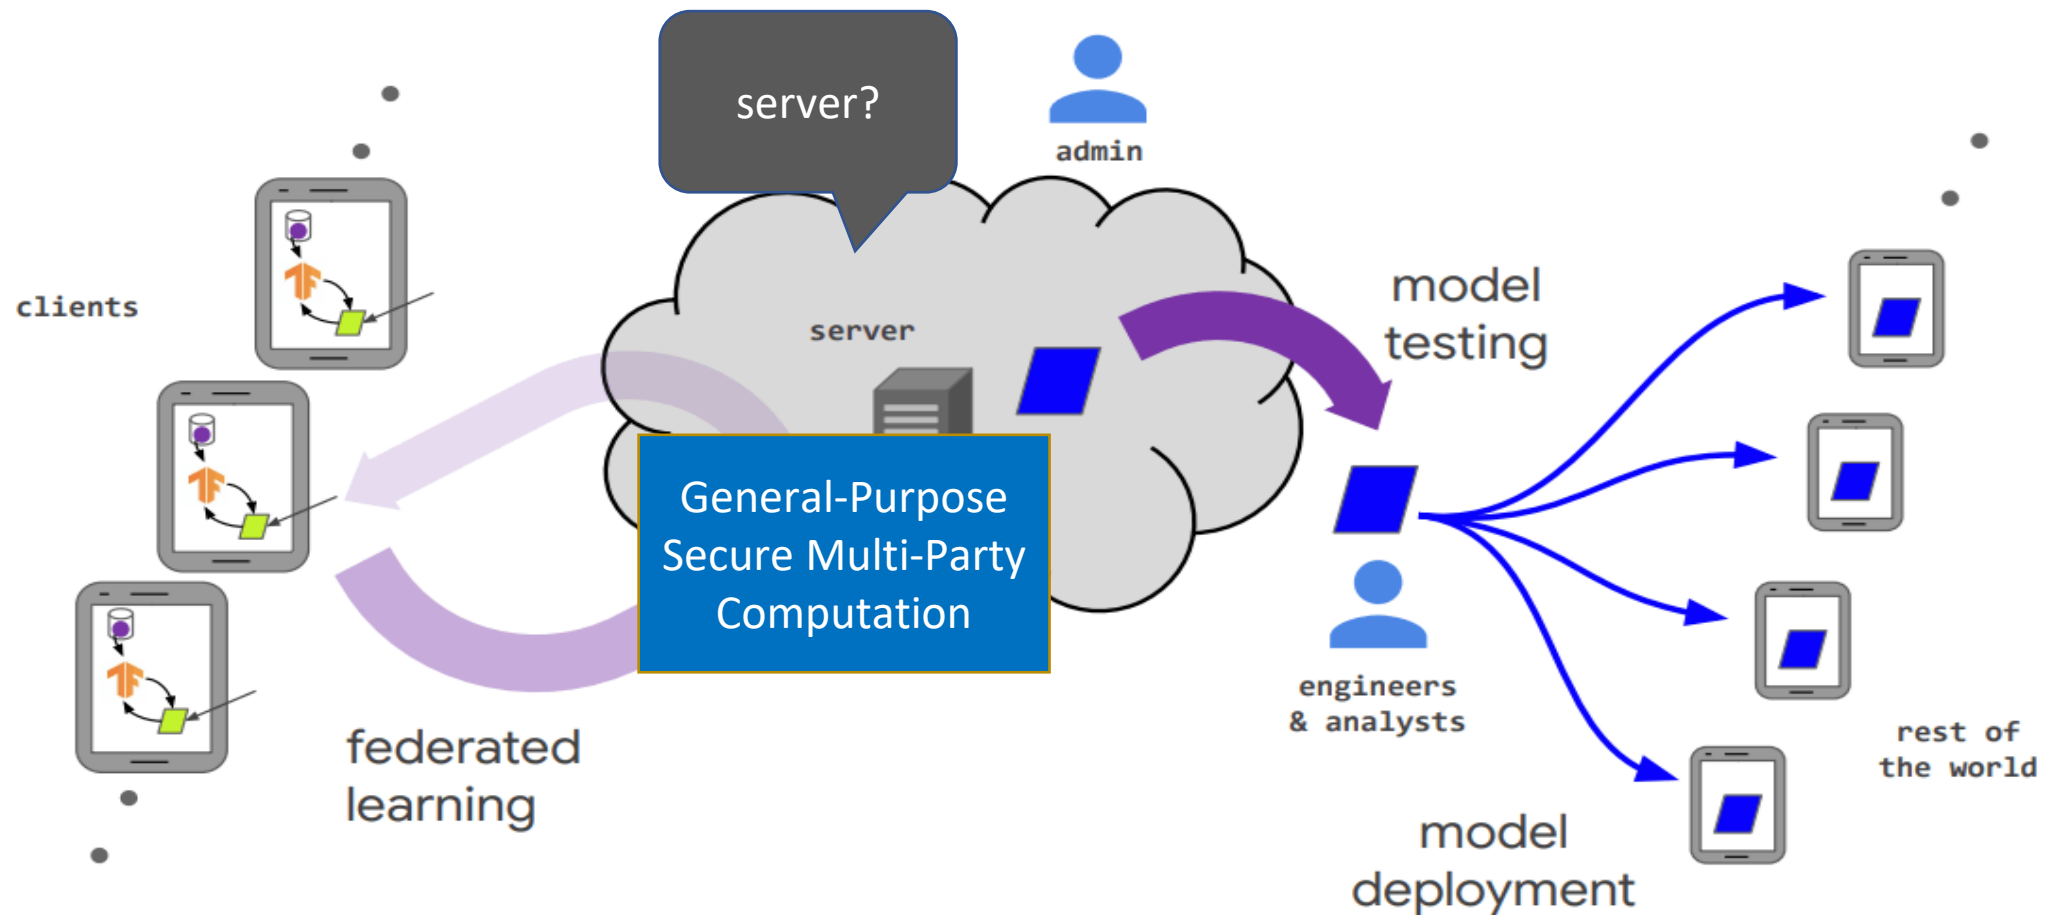 server?
admin
clients
server
model
testing
General-Purpose
Secure Multi-Party
Computation
engineers
& analysts
rest of
the world
federated
learning
model
deployment